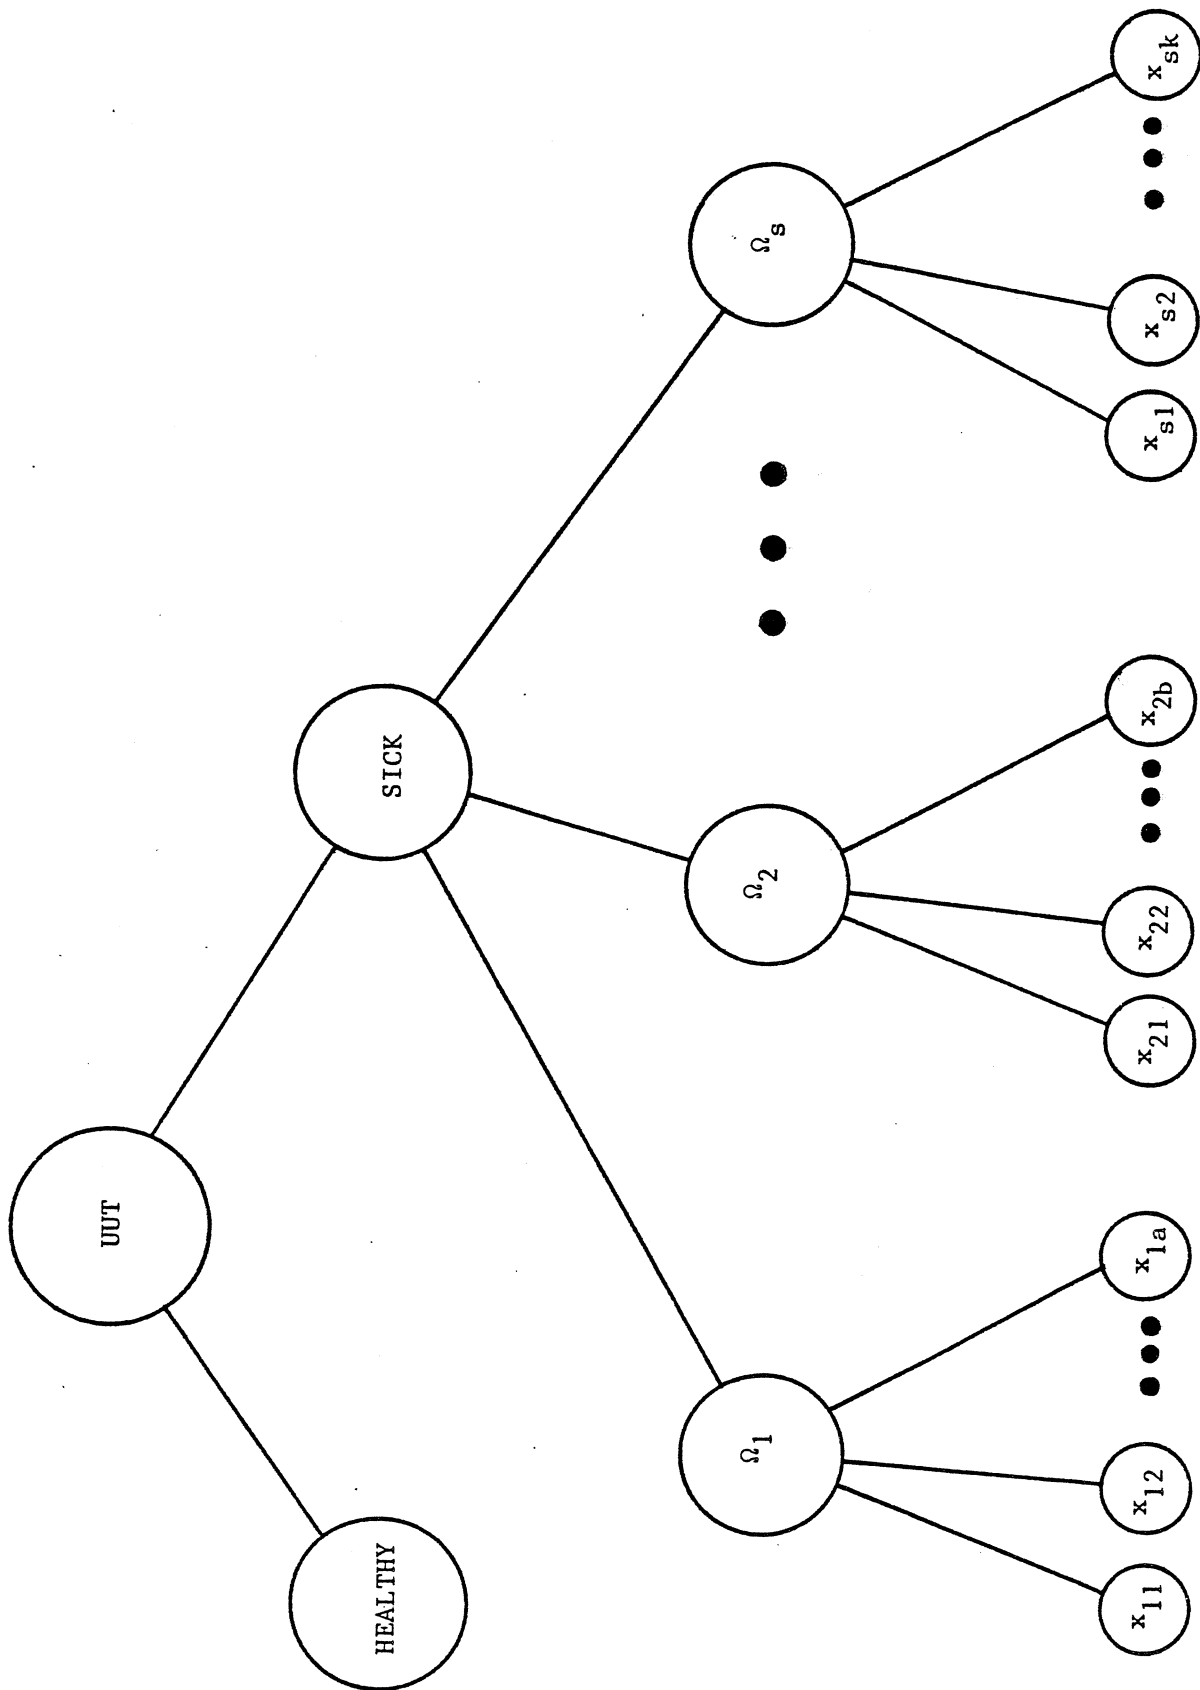 UUT
HEALTHY
SICK
Ω1
Ω2
Ωs
x11
x12
x1a
x21
x22
x2b
xs1
xs2
xsk